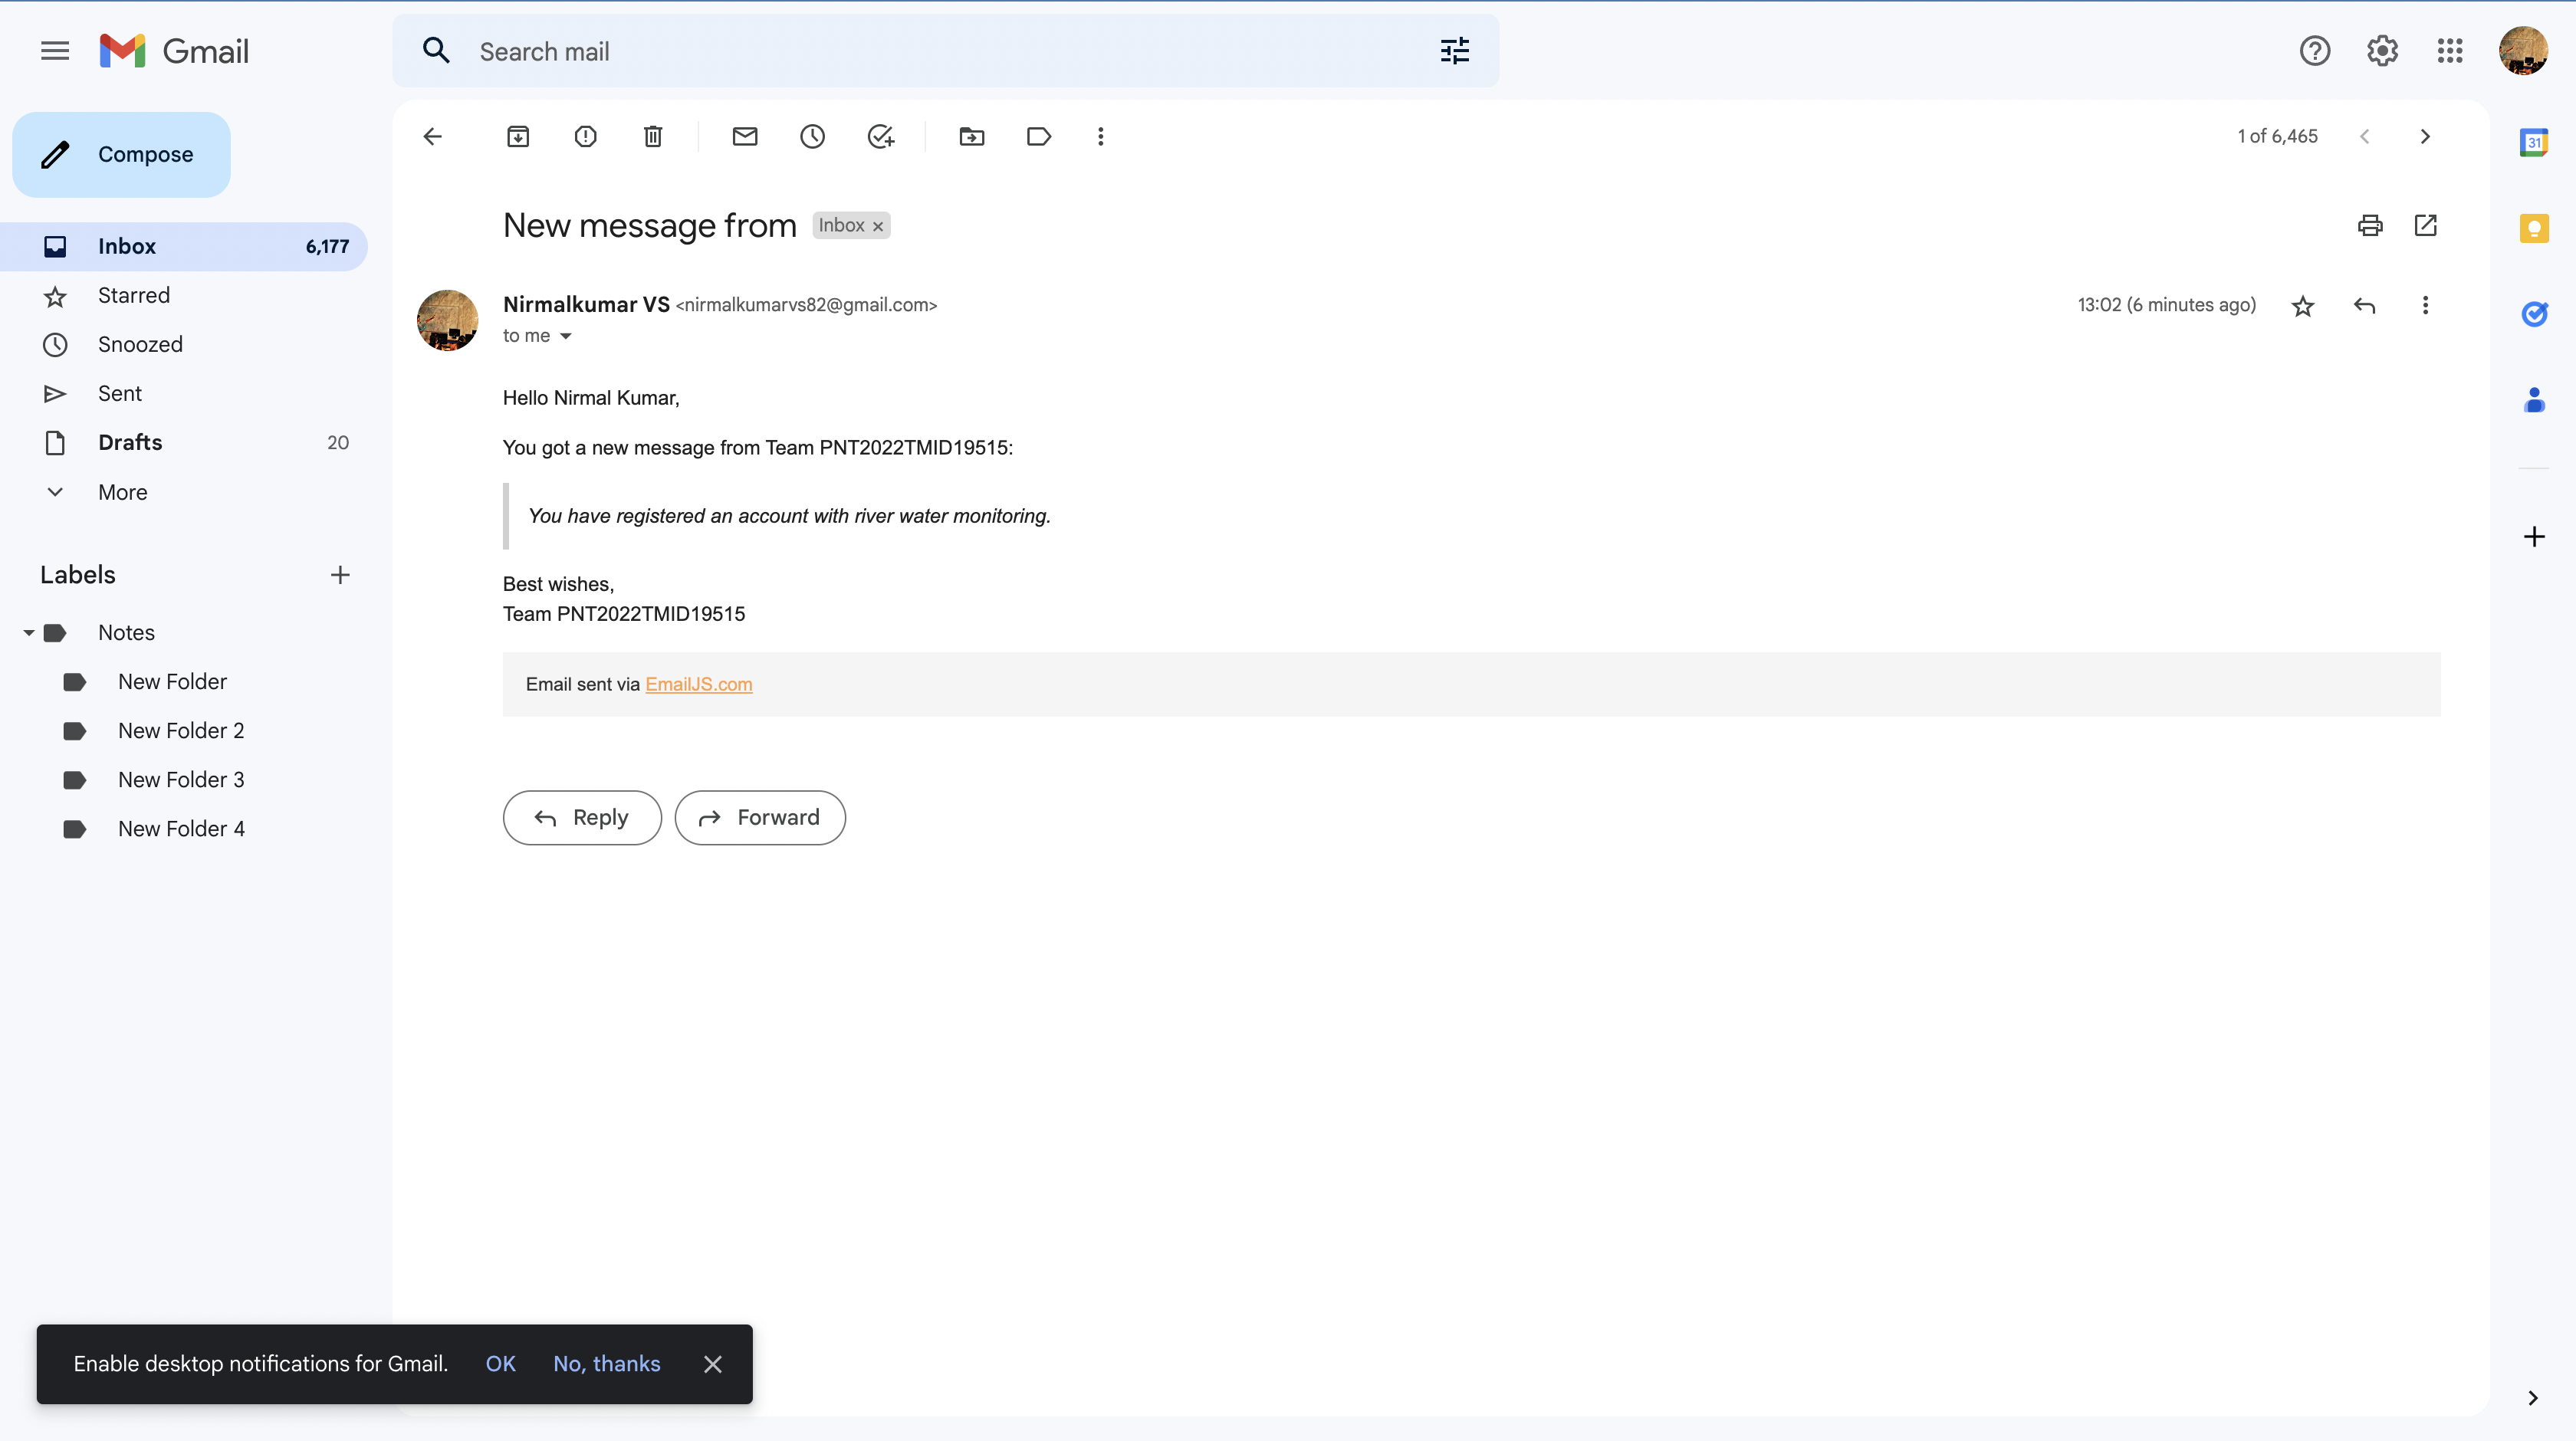 Gmail
Search mail
Compose
1 of 6,465
31
Inbox 6,177
Starred
Snoozed
Sent
Drafts 20
More
Labels
Notes
New Folder
New Folder 2
New Folder 3
New Folder 4
New message from Inbox ×
Nirmalkumar VS <nirmalkumarvs82@gmail.com>
13:02 (6 minutes ago)
to me
Hello Nirmal Kumar,
You got a new message from Team PNT2022TMID19515:
You have registered an account with river water monitoring.
Best wishes,
Team PNT2022TMID19515
Email sent via EmailJS.com
Reply
Forward
Enable desktop notifications for Gmail. OK No, thanks